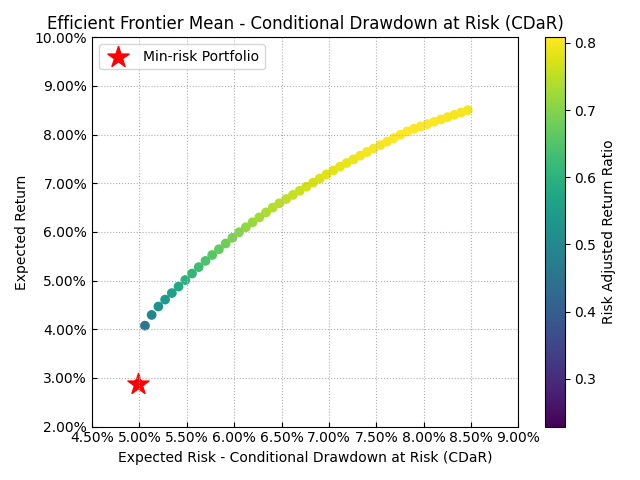 Efficient Frontier Mean - Conditional Drawdown at Risk (CDaR)
Min-risk Portfolio
10.00%
9.00%
8.00%
7.00%
6.00%
5.00%
4.00%
3.00%
2.00%
Expected Return
4.50% 5.00% 5.50% 6.00% 6.50% 7.00% 7.50% 8.00% 8.50% 9.00%
Expected Risk - Conditional Drawdown at Risk (CDaR)
0.8
0.7
0.6
0.5
0.4
0.3
Risk Adjusted Return Ratio